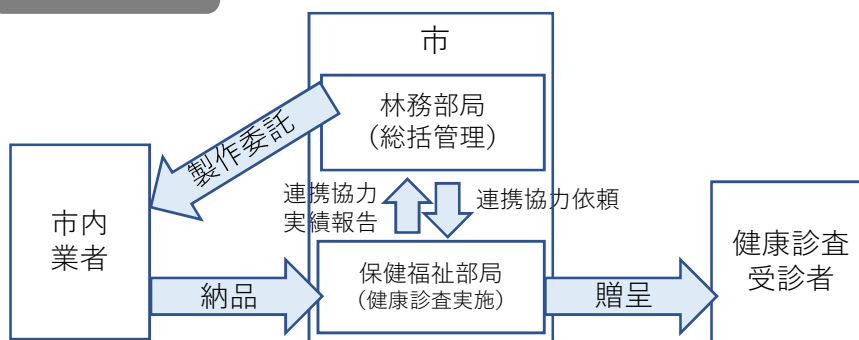 市
林務部局
（総括管理）
製作委託
連携協力
実績報告
連携協力依頼
市内
業者
納品
保健福祉部局
（健康診査実施）
贈呈
健康診査
受診者